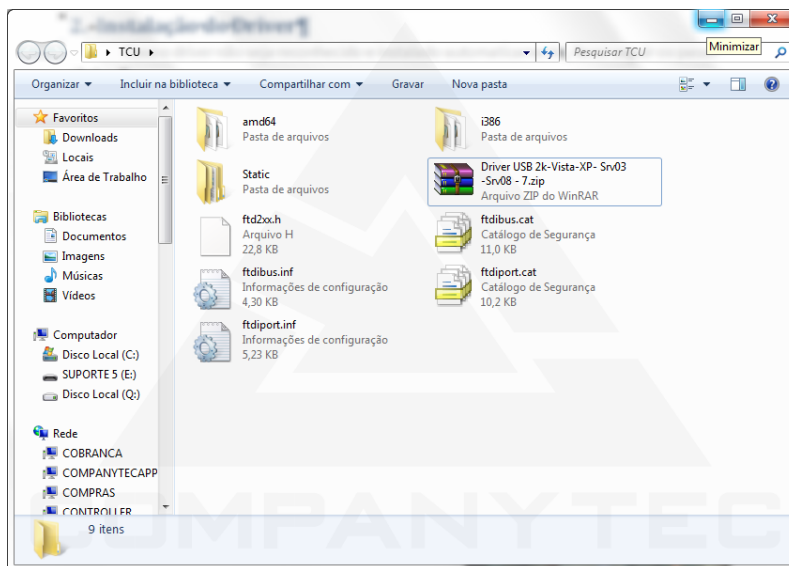 2.=Instalação do Driver¶
TCU
Pesquisar TCU
Minimizar
Organizar
Incluir na biblioteca
Compartilhar com
Gravar
Nova pasta
Favoritos
Downloads
Locais
Área de Trabalho
Bibliotecas
Documentos
Imagens
Músicas
Vídeos
Computador
Disco Local (C:)
SUPORTE 5 (E:)
Disco Local (Q:)
Rede
COBRANCA
COMPANYTECAPP
COMPRAS
CONTROLLER
amd64
Pasta de arquivos
i386
Pasta de arquivos
Static
Pasta de arquivos
Driver USB 2k-Vista-XP- Srv03
-Srv08 - 7.zip
Arquivo ZIP do WinRAR
ftd2xx.h
Arquivo H
22,8 KB
ftdibus.cat
Catálogo de Segurança
11,0 KB
ftdibus.inf
Informações de configuração
4,30 KB
ftdiport.cat
Catálogo de Segurança
10,2 KB
ftdiport.inf
Informações de configuração
5,23 KB
9 itens
COMPANYTEC